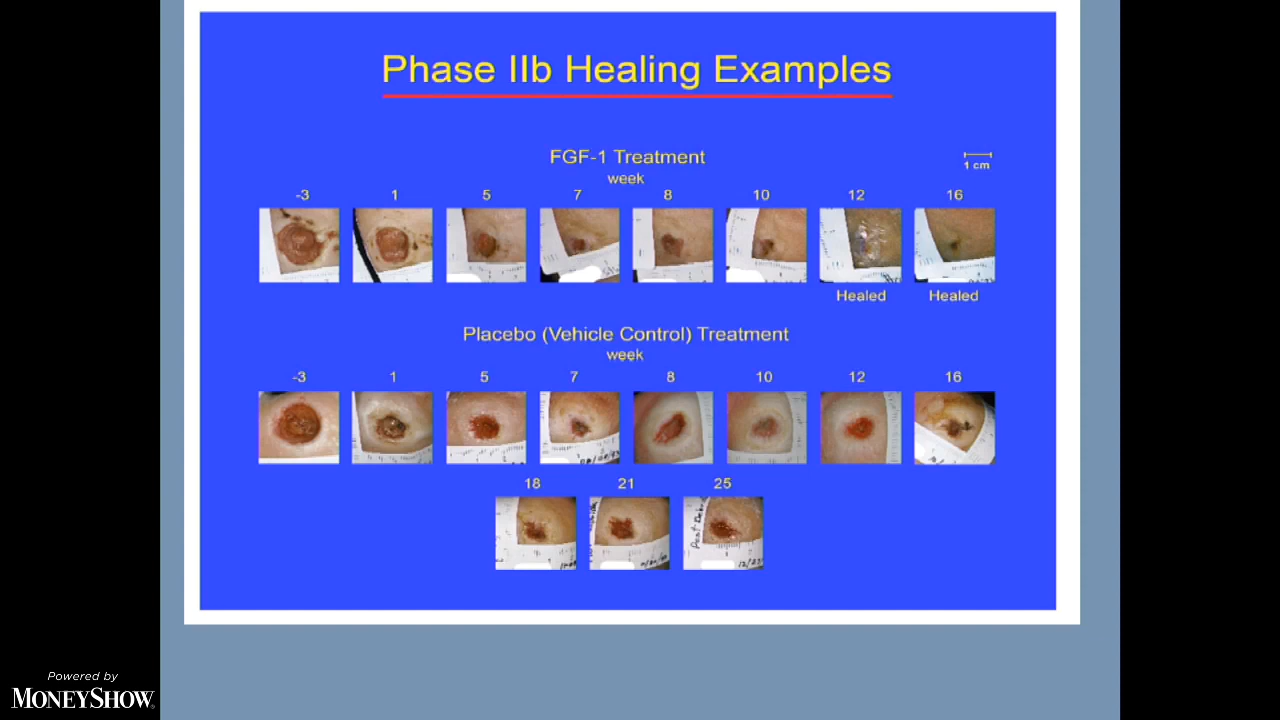 Phase IIb Healing Examples
FGF-1 Treatment
1 cm
week
-3 1 5 7 8 10 12 16
Healed Healed
Placebo (Vehicle Control) Treatment
week
-3 1 5 7 8 10 12 16
18 21 25
Powered by
MONEYSHOW